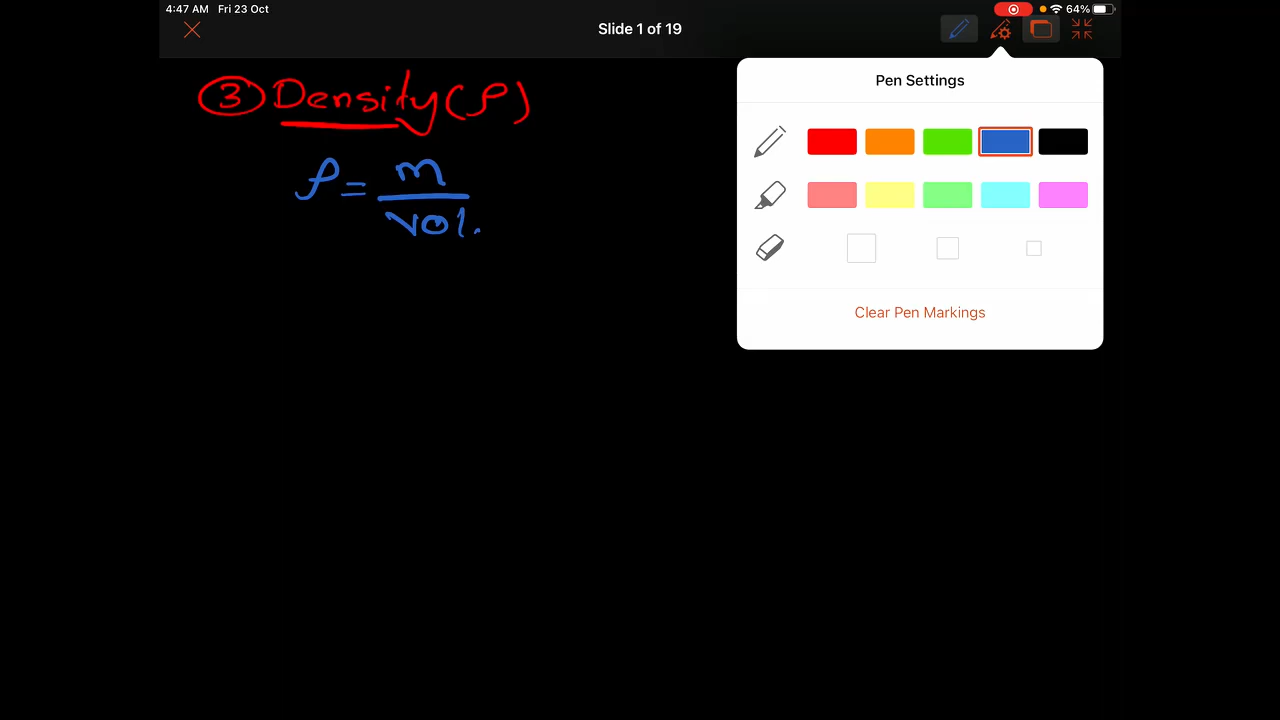 4:47 AM Fri 23 Oct
64%
Slide 1 of 19
Pen Settings
③ Density (ρ)
ρ = m / vol.
Clear Pen Markings